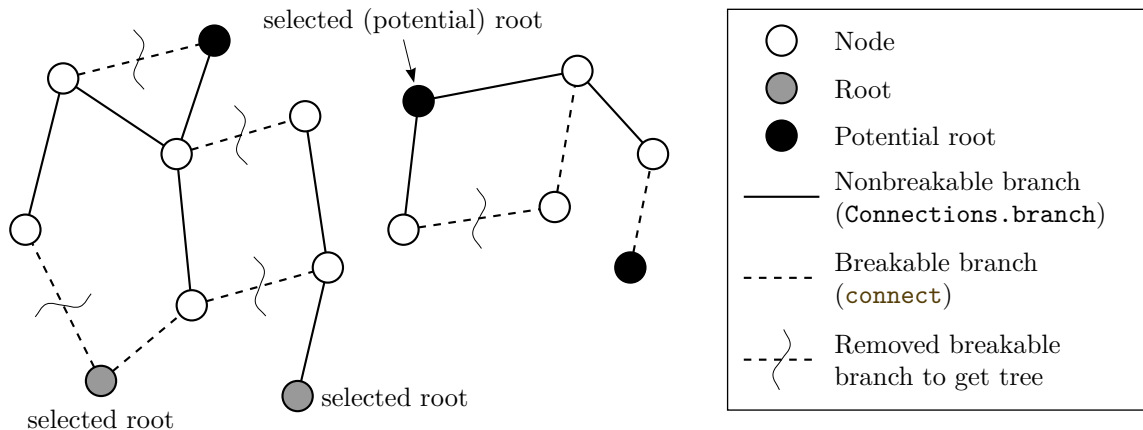 selected (potential) root
selected root
selected root
Node
Root
Potential root
Nonbreakable branch
(Connections.branch)
Breakable branch
(connect)
Removed breakable
branch to get tree